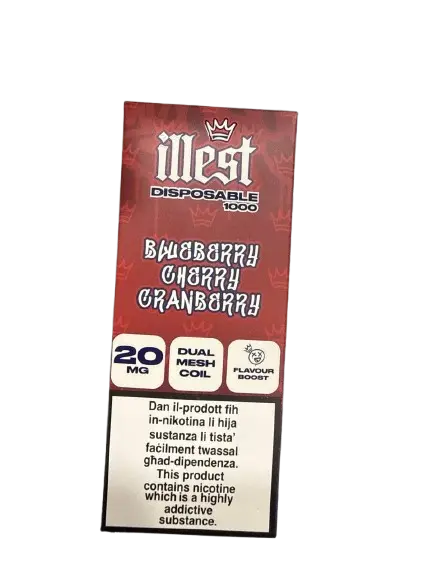 illest
DISPOSABLE
1000
BLUEBERRY
CHERRY
CRANBERRY
20
MG
DUAL
MESH
COIL
FLAVOUR
BOOST
Dan il-prodott fih
in-nikotina li hija
sustanza li tista'
faċilment twassal
għad-dipendenza.
This product
contains nicotine
which is a highly
addictive
substance.